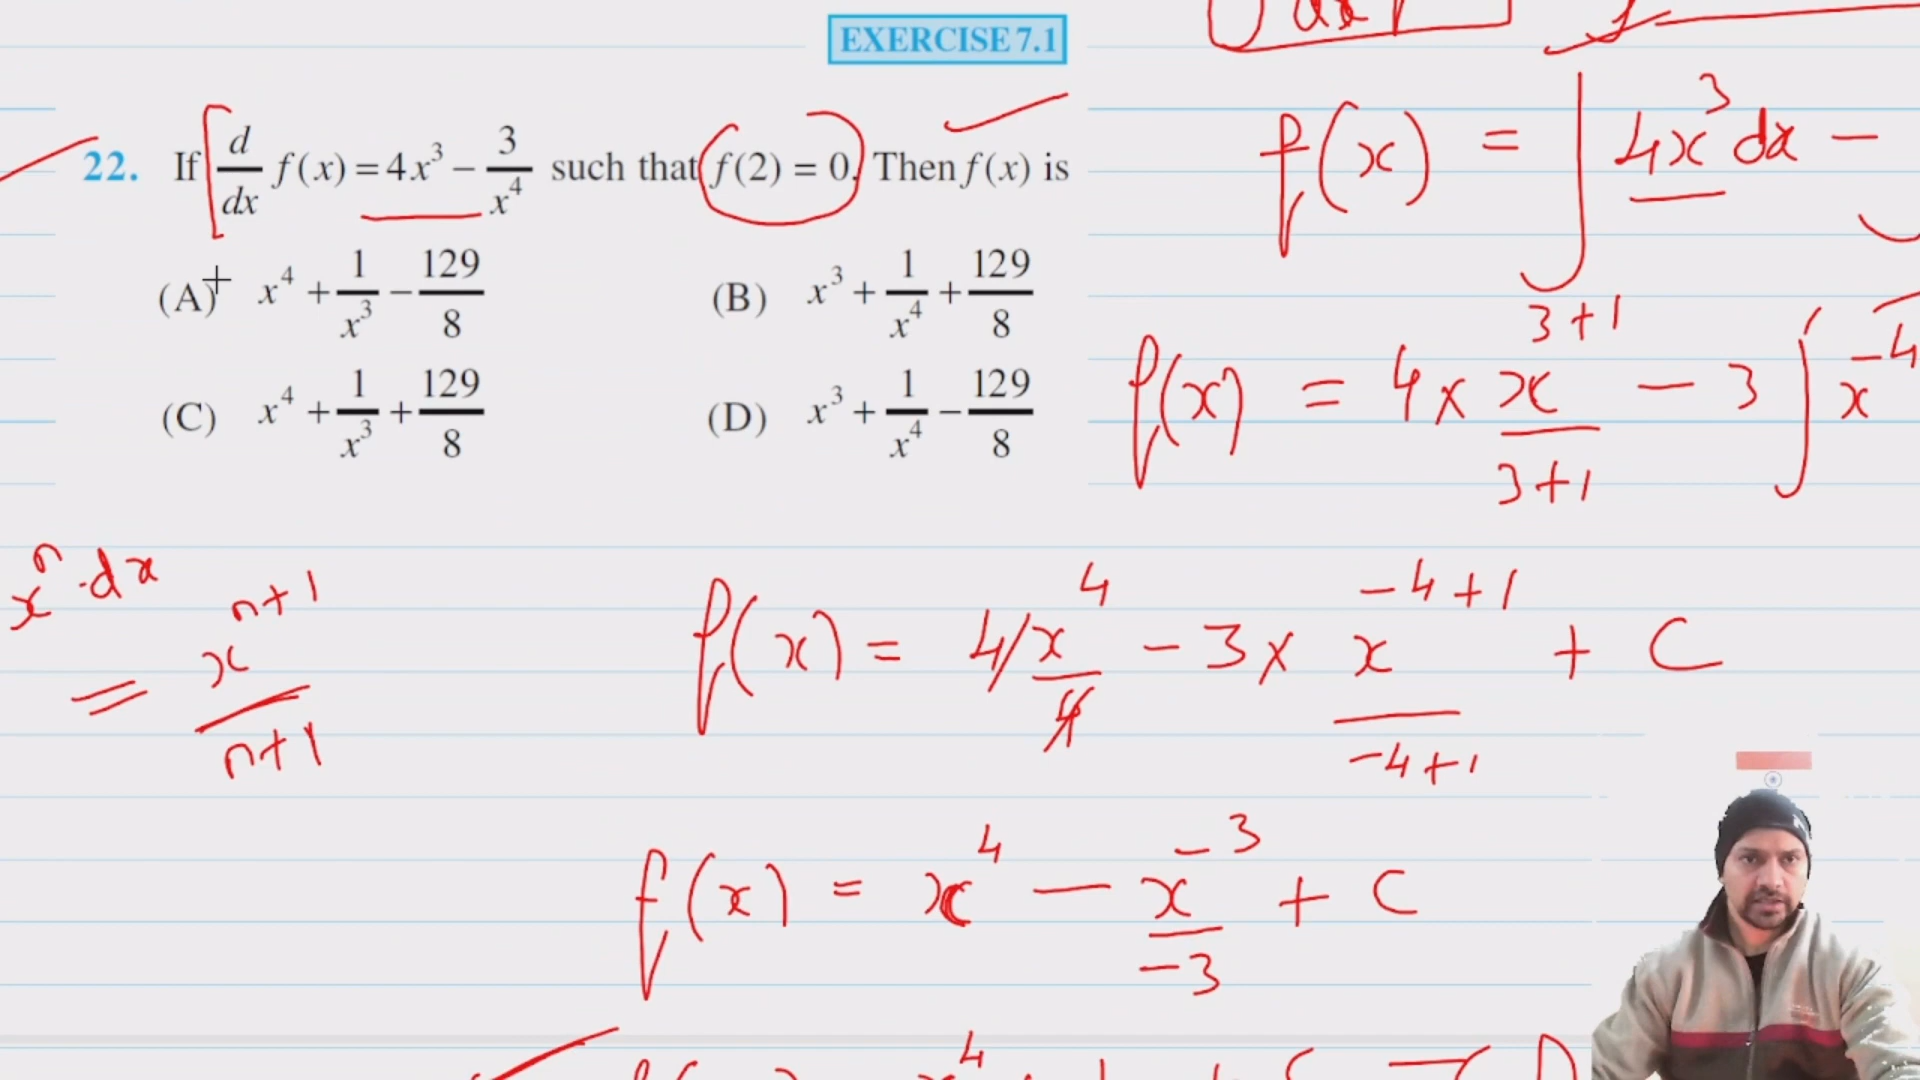 EXERCISE 7.1
22. If d/dx f(x) = 4x³ − 3/x⁴ such that f(2) = 0. Then f(x) is
(A) x⁴ + 1/x³ − 129/8
(B) x³ + 1/x⁴ + 129/8
(C) x⁴ + 1/x³ + 129/8
(D) x³ + 1/x⁴ − 129/8
f(x) = ∫ 4x³ dx −
f(x) = 4 × x³⁺¹/3+1 − 3 ∫ x⁻⁴
xⁿ · dx
= xⁿ⁺¹/n+1
f(x) = 4 x⁴/4 − 3 × x⁻⁴⁺¹/−4+1 + C
f(x) = x⁴ − x⁻³/−3 + C